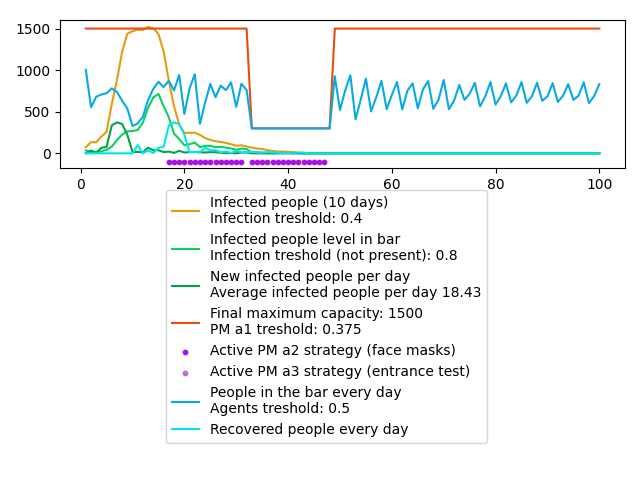 1500
1000
500
0
0 20 40 60 80 100
Infected people (10 days)
Infection treshold: 0.4
Infected people level in bar
Infection treshold (not present): 0.8
New infected people per day
Average infected people per day 18.43
Final maximum capacity: 1500
PM a1 treshold: 0.375
Active PM a2 strategy (face masks)
Active PM a3 strategy (entrance test)
People in the bar every day
Agents treshold: 0.5
Recovered people every day